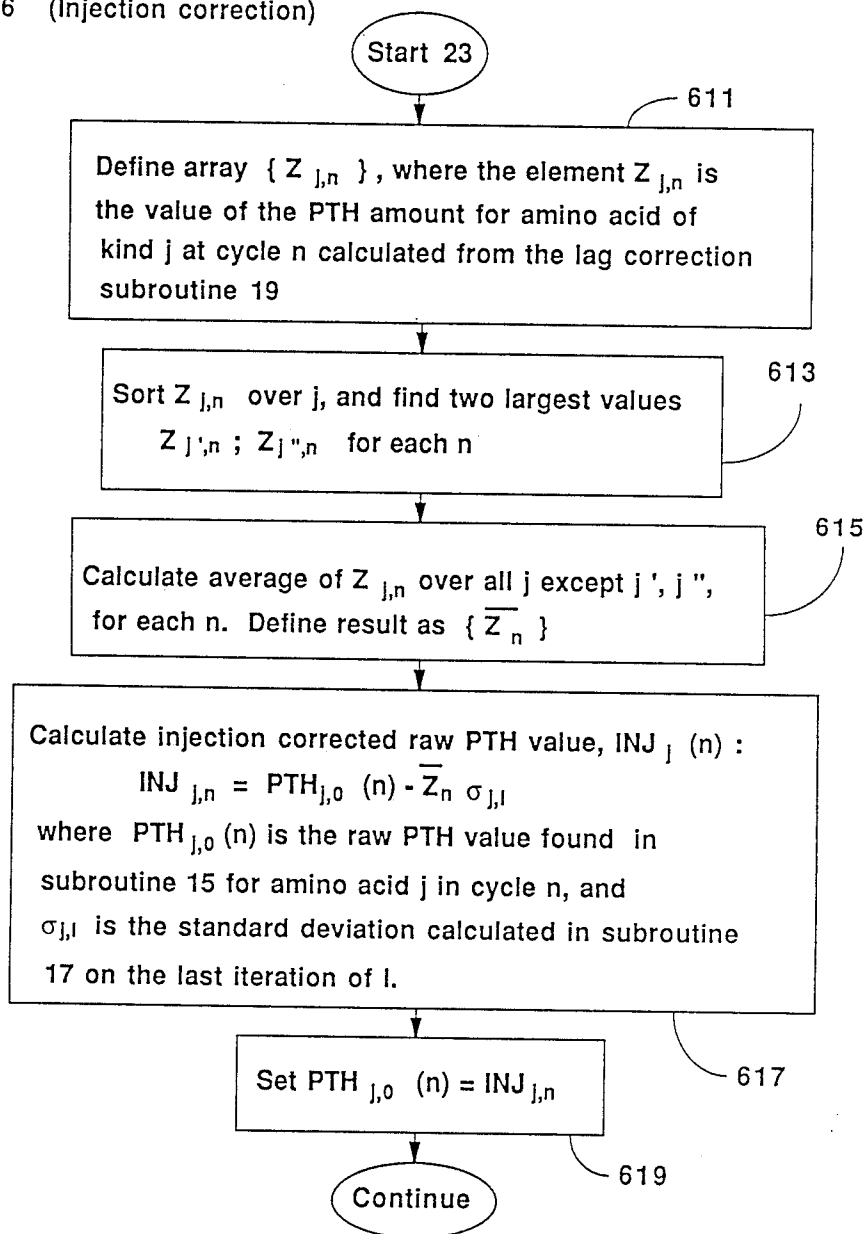 6 (Injection correction)
Start 23
611
Define array { Z j,n } , where the element Z j,n is
the value of the PTH amount for amino acid of
kind j at cycle n calculated from the lag correction
subroutine 19
613
Sort Z j,n over j, and find two largest values
Z j',n ; Z j",n for each n
615
Calculate average of Z j,n over all j except j ', j ",
for each n. Define result as { Z̅ n }
Calculate injection corrected raw PTH value, INJ j (n) :
INJ j,n = PTH j,0 (n) - Z̅ n σ j,l
where PTH j,0 (n) is the raw PTH value found in
subroutine 15 for amino acid j in cycle n, and
σ j,l is the standard deviation calculated in subroutine
17 on the last iteration of l.
617
Set PTH j,0 (n) = INJ j,n
619
Continue